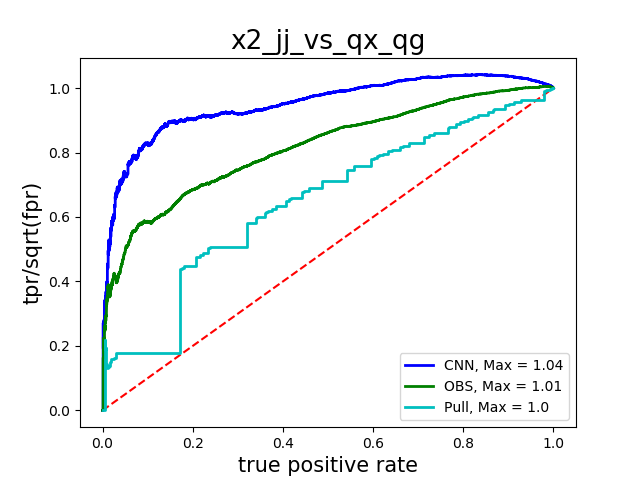 x2_jj_vs_qx_qg
tpr/sqrt(fpr)
1.0
0.8
0.6
0.4
0.2
0.0
CNN, Max = 1.04
OBS, Max = 1.01
Pull, Max = 1.0
0.0 0.2 0.4 0.6 0.8 1.0
true positive rate